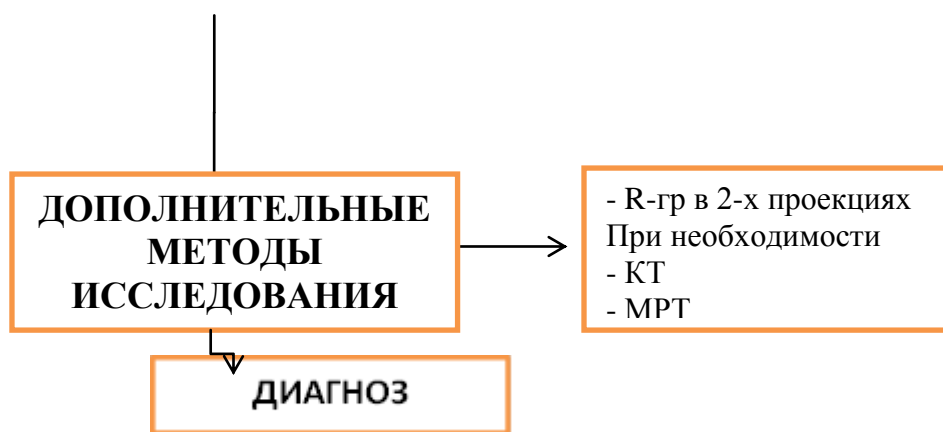 ДОПОЛНИТЕЛЬНЫЕ
МЕТОДЫ
ИССЛЕДОВАНИЯ
- R-гр в 2-х проекциях
При необходимости
- КТ
- МРТ
ДИАГНОЗ